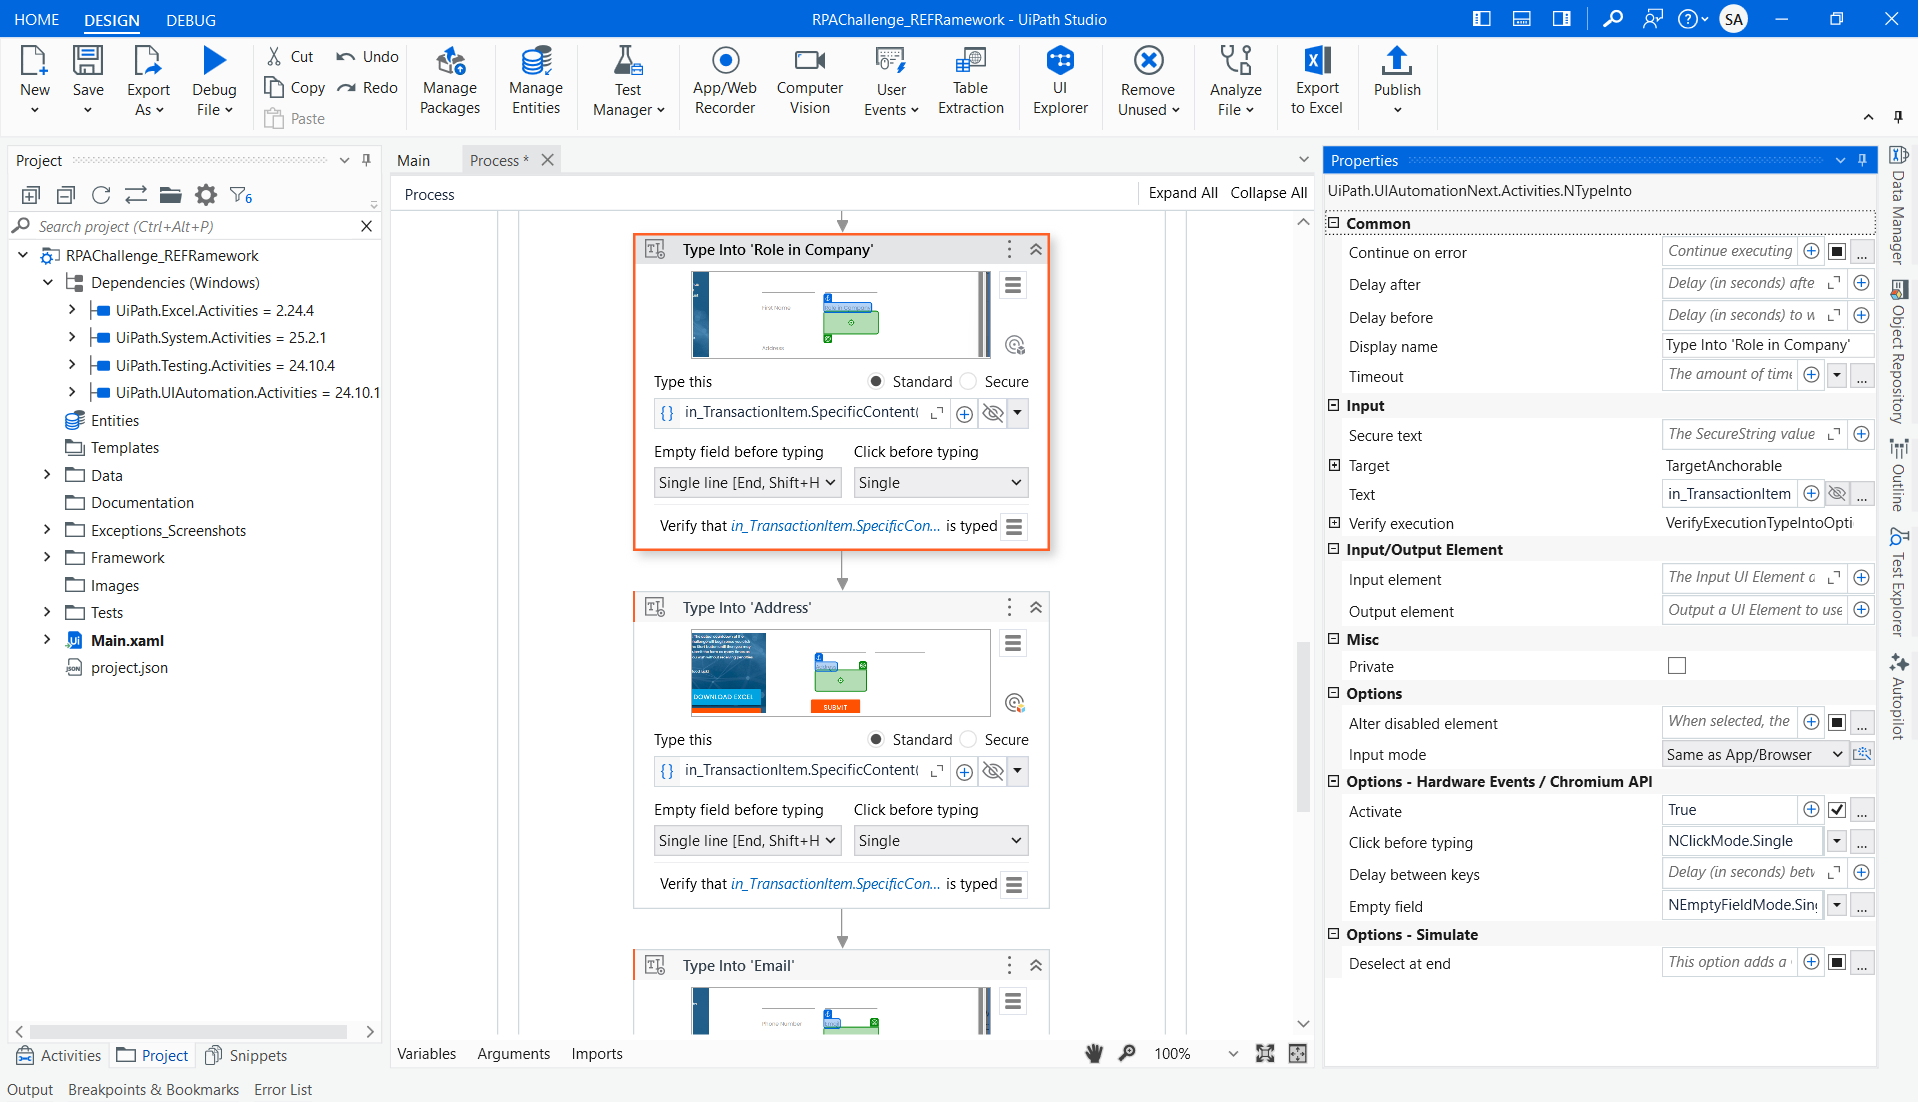 HOME DESIGN DEBUG
RPAChallenge_REFRamework - UiPath Studio
SA
New
Save
Export As
Debug File
Cut
Copy
Paste
Undo
Redo
Manage Packages
Manage Entities
Test Manager
App/Web Recorder
Computer Vision
User Events
Table Extraction
UI Explorer
Remove Unused
Analyze File
Export to Excel
Publish
Project
6
Search project (Ctrl+Alt+P)
RPAChallenge_REFRamework
Dependencies (Windows)
UiPath.Excel.Activities = 2.24.4
UiPath.System.Activities = 25.2.1
UiPath.Testing.Activities = 24.10.4
UiPath.UIAutomation.Activities = 24.10.1
Entities
Templates
Data
Documentation
Exceptions_Screenshots
Framework
Images
Tests
Main.xaml
project.json
Activities Project Snippets
Output Breakpoints & Bookmarks Error List
Main Process *
Process
Expand All Collapse All
Type Into 'Role in Company'
First Name
Role in Company
Address
Type this Standard Secure
in_TransactionItem.SpecificContent(
Empty field before typing Click before typing
Single line [End, Shift+H Single
Verify that in_TransactionItem.SpecificCon... is typed
Type Into 'Address'
DOWNLOAD EXCEL
SUBMIT
Type this Standard Secure
in_TransactionItem.SpecificContent(
Empty field before typing Click before typing
Single line [End, Shift+H Single
Verify that in_TransactionItem.SpecificCon... is typed
Type Into 'Email'
Phone Number
Variables Arguments Imports
100%
Properties
UiPath.UIAutomationNext.Activities.NTypeInto
Common
Continue on error Continue executing ...
Delay after Delay (in seconds) afte
Delay before Delay (in seconds) to w
Display name Type Into 'Role in Company'
Timeout The amount of time ...
Input
Secure text The SecureString value
Target TargetAnchorable
Text in_TransactionItem ...
Verify execution VerifyExecutionTypeIntoOpti
Input/Output Element
Input element The Input UI Element c
Output element Output a UI Element to use
Misc
Private
Options
Alter disabled element When selected, the ...
Input mode Same as App/Browser
Options - Hardware Events / Chromium API
Activate True ...
Click before typing NClickMode.Single ...
Delay between keys Delay (in seconds) betw
Empty field NEmptyFieldMode.Sing ...
Options - Simulate
Deselect at end This option adds a ...
Data Manager
Object Repository
Outline
Test Explorer
Autopilot